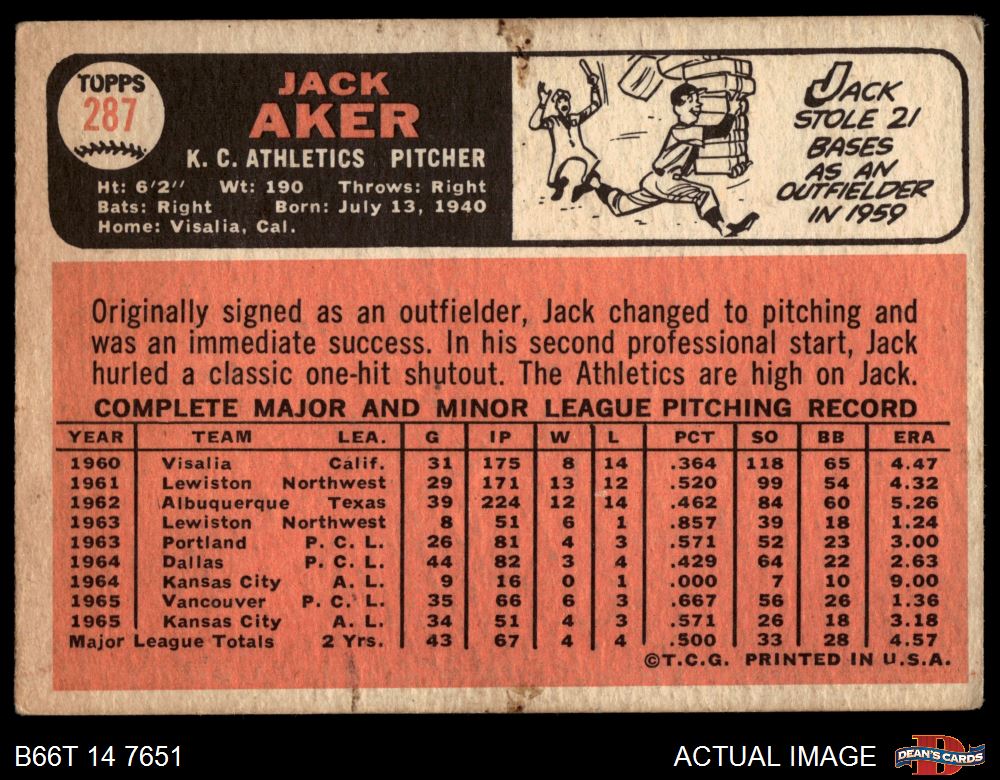 TOPPS
287
JACK
AKER
K. C. ATHLETICS PITCHER
Ht: 6'2" Wt: 190 Throws: Right
Bats: Right Born: July 13, 1940
Home: Visalia, Cal.
JACK
STOLE 21
BASES
AS AN
OUTFIELDER
IN 1959
Originally signed as an outfielder, Jack changed to pitching and
was an immediate success. In his second professional start, Jack
hurled a classic one-hit shutout. The Athletics are high on Jack.
COMPLETE MAJOR AND MINOR LEAGUE PITCHING RECORD
YEAR TEAM LEA. G IP W L PCT SO BB ERA
1960 Visalia Calif. 31 175 8 14 .364 118 65 4.47
1961 Lewiston Northwest 29 171 13 12 .520 99 54 4.32
1962 Albuquerque Texas 39 224 12 14 .462 84 60 5.26
1963 Lewiston Northwest 8 51 6 1 .857 39 18 1.24
1963 Portland P. C. L. 26 81 4 3 .571 52 23 3.00
1964 Dallas P. C. L. 44 82 3 4 .429 64 22 2.63
1964 Kansas City A. L. 9 16 0 1 .000 7 10 9.00
1965 Vancouver P. C. L. 35 66 6 3 .667 56 26 1.36
1965 Kansas City A. L. 34 51 4 3 .571 26 18 3.18
Major League Totals 2 Yrs. 43 67 4 4 .500 33 28 4.57
©T.C.G. PRINTED IN U.S.A.
B66T 14 7651
ACTUAL IMAGE
DEAN'S CARDS